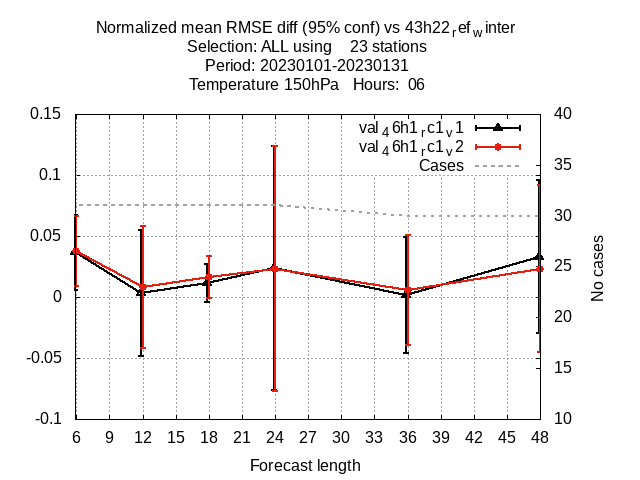 Normalized mean RMSE diff (95% conf) vs 43h22ref_winter
Selection: ALL using 23 stations
Period: 20230101-20230131
Temperature 150hPa Hours: 06
0.15
0.1
0.05
0
-0.05
-0.1
val46h1rc1v1
val46h1rc1v2
Cases
40
35
30
25
20
15
10
No cases
6 9 12 15 18 21 24 27 30 33 36 39 42 45 48
Forecast length